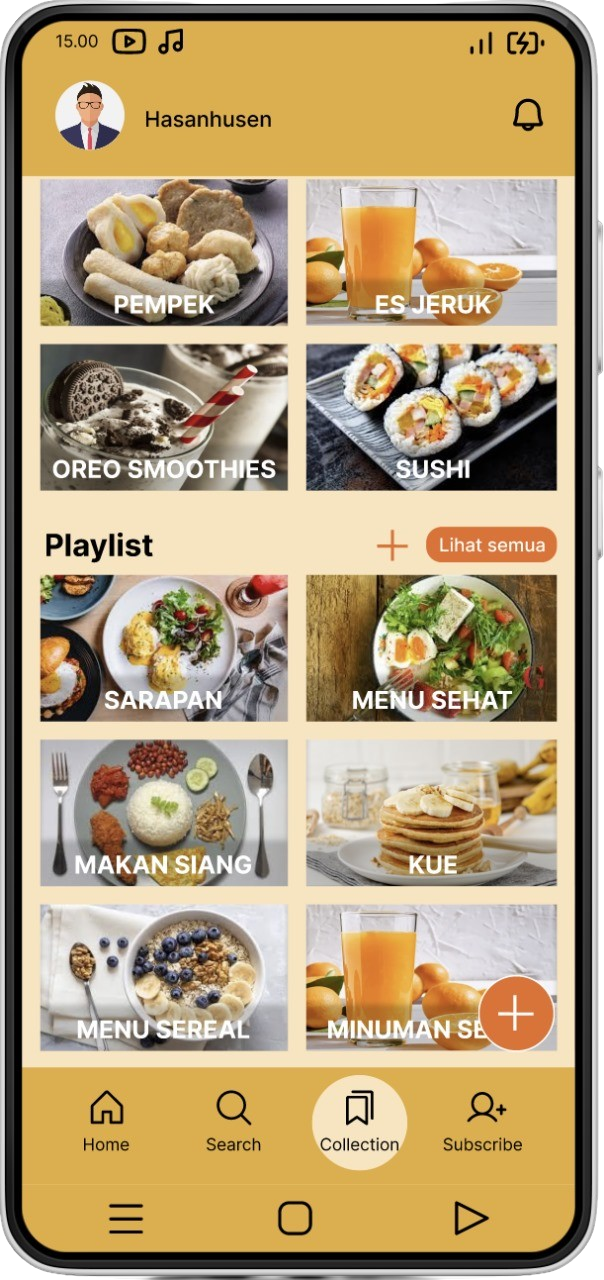 15.00
Hasanhusen
PEMPEK
ES JERUK
OREO SMOOTHIES
SUSHI
Playlist
Lihat semua
SARAPAN
MENU SEHAT
MAKAN SIANG
KUE
MENU SEREAL
MINUMAN SE
Home
Search
Collection
Subscribe